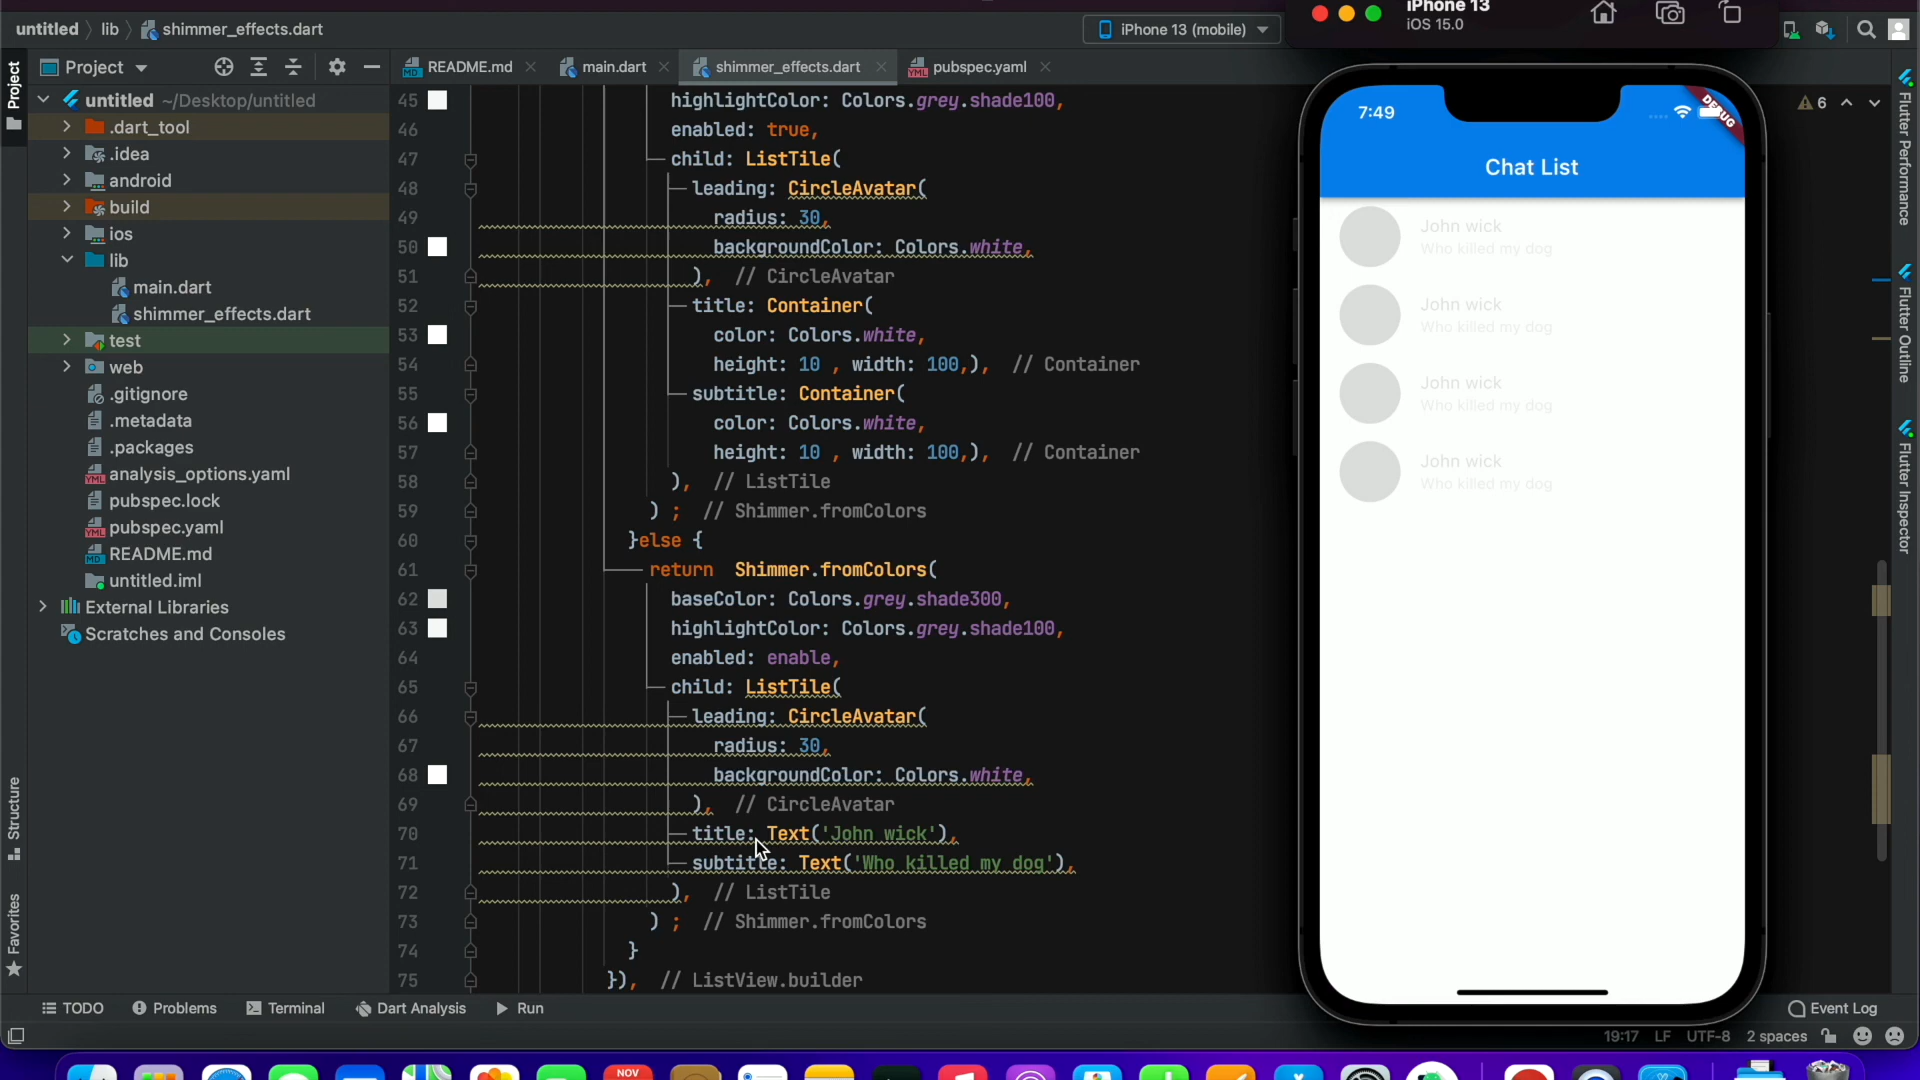 untitled lib shimmer_effects.dart
iPhone 13 (mobile)
iPhone 13
iOS 15.0
Project
README.md main.dart shimmer_effects.dart pubspec.yaml
untitled ~/Desktop/untitled
.dart_tool
.idea
android
build
ios
lib
main.dart
shimmer_effects.dart
test
web
.gitignore
.metadata
.packages
analysis_options.yaml
pubspec.lock
pubspec.yaml
README.md
untitled.iml
External Libraries
Scratches and Consoles
Project
Structure
Favorites
45 highlightColor: Colors.grey.shade100,
46 enabled: true,
47 child: ListTile(
48 leading: CircleAvatar(
49 radius: 30,
50 backgroundColor: Colors.white,
51 ), // CircleAvatar
52 title: Container(
53 color: Colors.white,
54 height: 10 , width: 100,), // Container
55 subtitle: Container(
56 color: Colors.white,
57 height: 10 , width: 100,), // Container
58 ), // ListTile
59 ) ; // Shimmer.fromColors
60 }else {
61 return Shimmer.fromColors(
62 baseColor: Colors.grey.shade300,
63 highlightColor: Colors.grey.shade100,
64 enabled: enable,
65 child: ListTile(
66 leading: CircleAvatar(
67 radius: 30,
68 backgroundColor: Colors.white,
69 ), // CircleAvatar
70 title: Text('John wick'),
71 subtitle: Text('Who killed my dog'),
72 ), // ListTile
73 ) ; // Shimmer.fromColors
74 }
75 }), // ListView.builder
7:49
DEBUG
Chat List
John wick
Who killed my dog
John wick
Who killed my dog
John wick
Who killed my dog
John wick
Who killed my dog
6
Flutter Performance
Flutter Outline
Flutter Inspector
TODO Problems Terminal Dart Analysis Run
Event Log
19:17 LF UTF-8 2 spaces
NOV